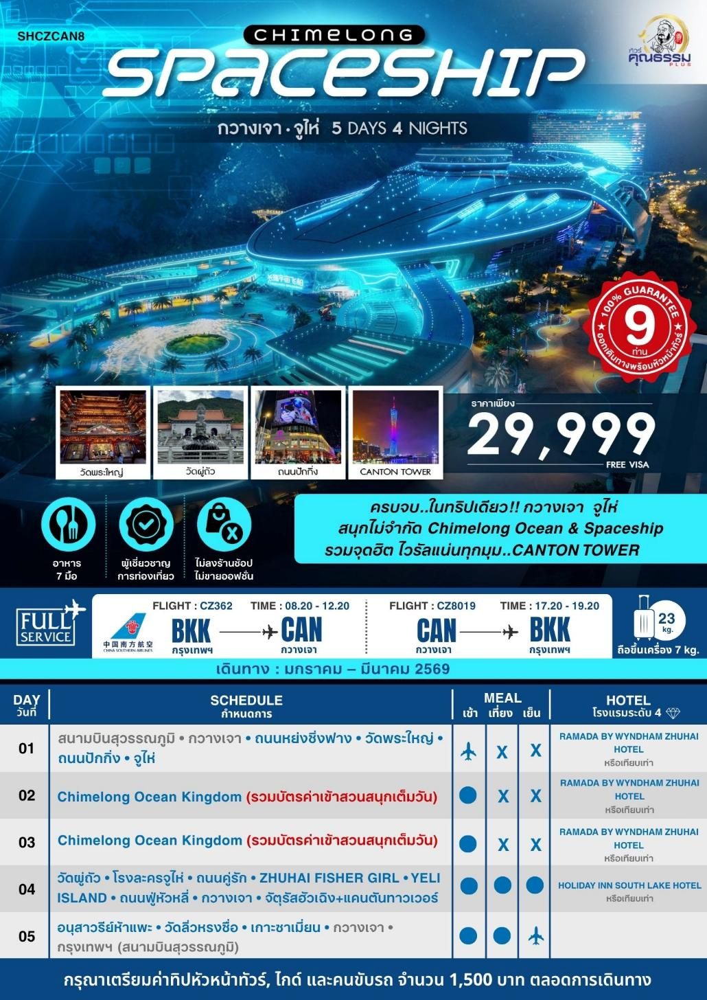 SHCZCAN8
CHIMELONG
SPACESHIP
กวางเจา • จูไห่ 5 DAYS 4 NIGHTS
ทัวร์
คุณธรรม
PLUS
长隆宇宙飞船
100% GUARANTEE
9
ท่าน
ออกเดินทางพร้อมหัวหน้าทัวร์
วัดพระใหญ่
วัดผู่ถัว
ถนนปักกิ่ง
CANTON TOWER
ราคาเพียง
29,999
FREE VISA
อาหาร
7 มื้อ
ผู้เชี่ยวชาญ
การท่องเที่ยว
ไม่ลงร้านช้อป
ไม่ขายออฟชั่น
ครบจบ..ในทริปเดียว!! กวางเจา จูไห่
สนุกไม่จำกัด Chimelong Ocean & Spaceship
รวมจุดฮิต ไวรัลแน่นทุกมุม..CANTON TOWER
FULL
SERVICE
中国南方航空
CHINA SOUTHERN AIRLINES
FLIGHT : CZ362 TIME : 08.20 - 12.20
BKK CAN
กรุงเทพฯ กวางเจา
FLIGHT : CZ8019 TIME : 17.20 - 19.20
CAN BKK
กวางเจา กรุงเทพฯ
23
kg.
ถือขึ้นเครื่อง 7 kg.
เดินทาง : มกราคม – มีนาคม 2569
DAY SCHEDULE MEAL HOTEL
วันที่ กำหนดการ เช้า เที่ยง เย็น โรงแรมระดับ 4
01 สนามบินสุวรรณภูมิ • กวางเจา • ถนนหย่งชิ่งฟาง • วัดพระใหญ่ •
ถนนปักกิ่ง • จูไห่
X X
RAMADA BY WYNDHAM ZHUHAI
HOTEL
หรือเทียบเท่า
02 Chimelong Ocean Kingdom (รวมบัตรค่าเข้าสวนสนุกเต็มวัน)
X X
RAMADA BY WYNDHAM ZHUHAI
HOTEL
หรือเทียบเท่า
03 Chimelong Ocean Kingdom (รวมบัตรค่าเข้าสวนสนุกเต็มวัน)
X X
RAMADA BY WYNDHAM ZHUHAI
HOTEL
หรือเทียบเท่า
04 วัดผู่ถัว • โรงละครจูไห่ • ถนนคู่รัก • ZHUHAI FISHER GIRL • YELI
ISLAND • ถนนฟู่หัวหลี่ • กวางเจา • จัตุรัสฮัวเฉิง+แคนตันทาวเวอร์
HOLIDAY INN SOUTH LAKE HOTEL
หรือเทียบเท่า
05 อนุสาวรีย์ห้าแพะ • วัดลิ่วหรงซื่อ • เกาะซาเมี่ยน • กวางเจา •
กรุงเทพฯ (สนามบินสุวรรณภูมิ)
กรุณาเตรียมค่าทิปหัวหน้าทัวร์, ไกด์ และคนขับรถ จำนวน 1,500 บาท ตลอดการเดินทาง